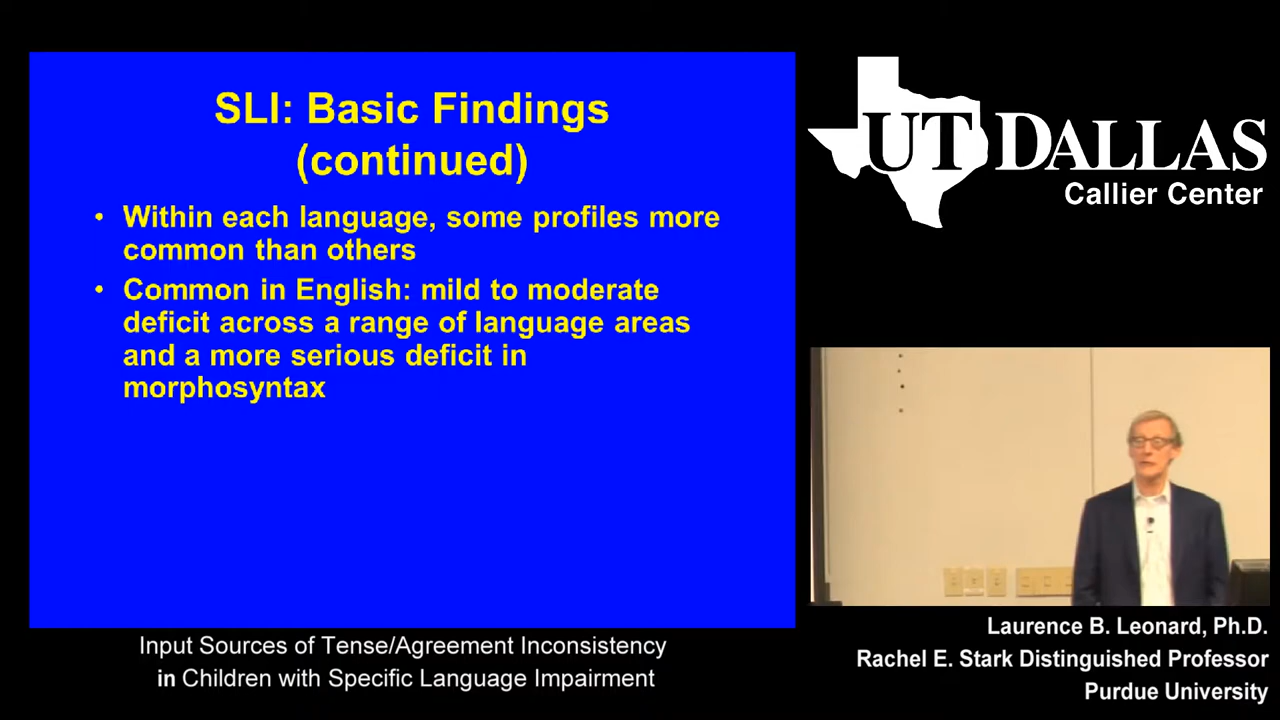 SLI: Basic Findings
(continued)
• Within each language, some profiles more
common than others
• Common in English: mild to moderate
deficit across a range of language areas
and a more serious deficit in
morphosyntax
UT DALLAS
Callier Center
Input Sources of Tense/Agreement Inconsistency
in Children with Specific Language Impairment
Laurence B. Leonard, Ph.D.
Rachel E. Stark Distinguished Professor
Purdue University